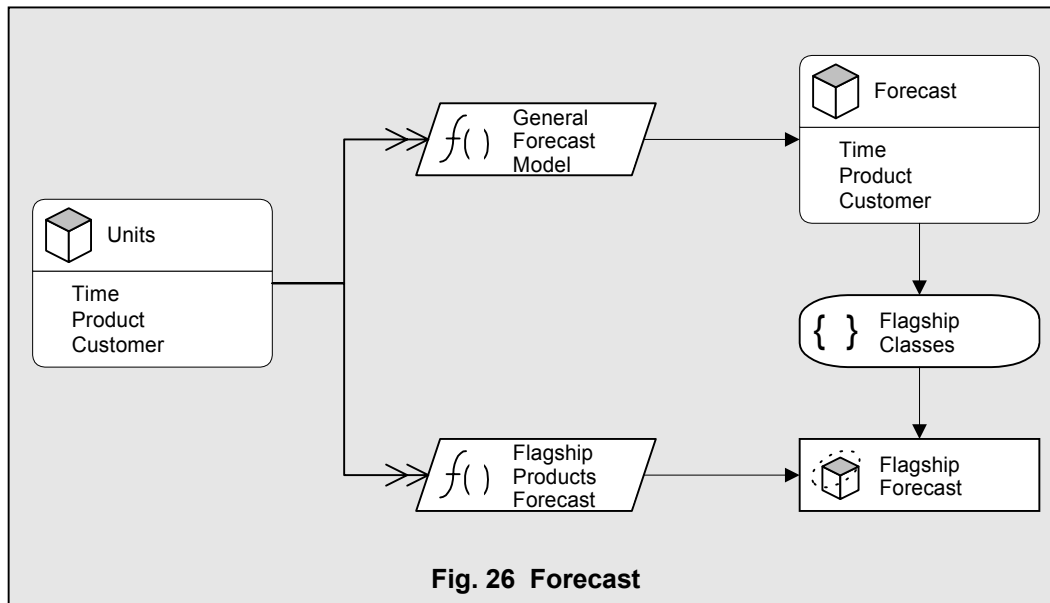 General
Forecast
Model
f()
Forecast
Time
Product
Customer
Units
Time
Product
Customer
{ } Flagship
Classes
f()
Flagship
Products
Forecast
Flagship
Forecast
Fig. 26 Forecast